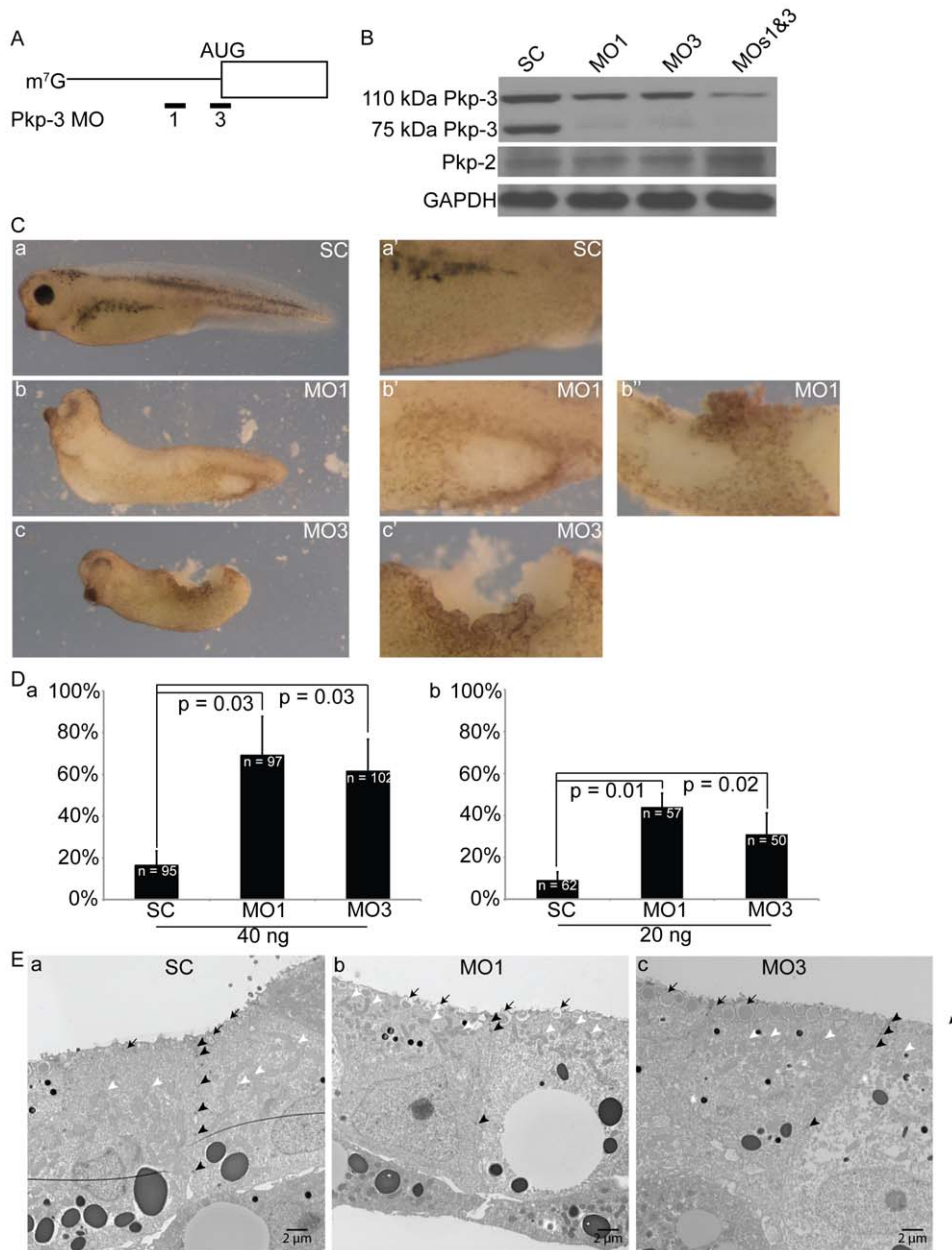 A
AUG
m⁷G
Pkp-3 MO 1 3
B
SC MO1 MO3 MOs1&3
110 kDa Pkp-3
75 kDa Pkp-3
Pkp-2
GAPDH
C
a SC
a' SC
b MO1
b' MO1
b'' MO1
c MO3
c' MO3
D
a
100%
80%
60%
40%
20%
0%
p = 0.03 p = 0.03
n = 95 n = 97 n = 102
SC MO1 MO3
40 ng
b
100%
80%
60%
40%
20%
0%
p = 0.01 p = 0.02
n = 62 n = 57 n = 50
SC MO1 MO3
20 ng
E
a SC
2 µm
b MO1
2 µm
c MO3
2 µm